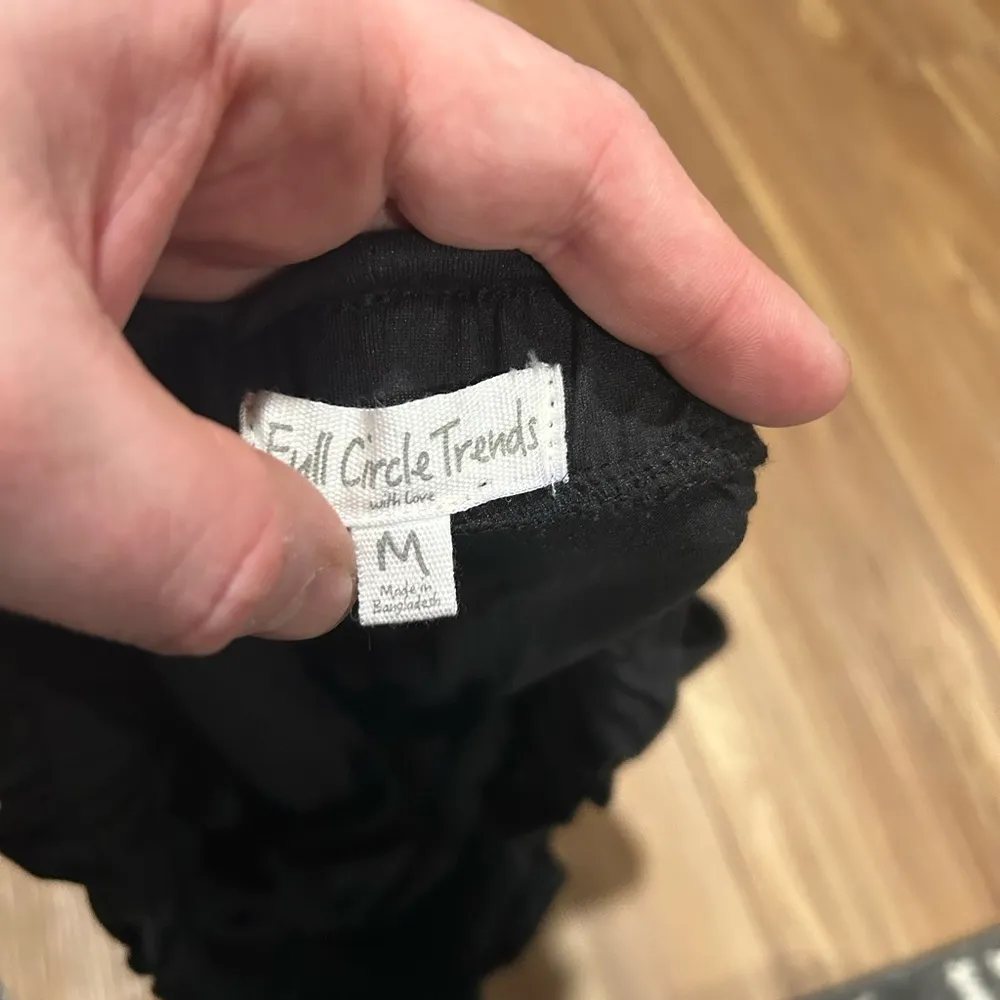 Full Circle Trends
with Love
M
Made in
Bangladesh